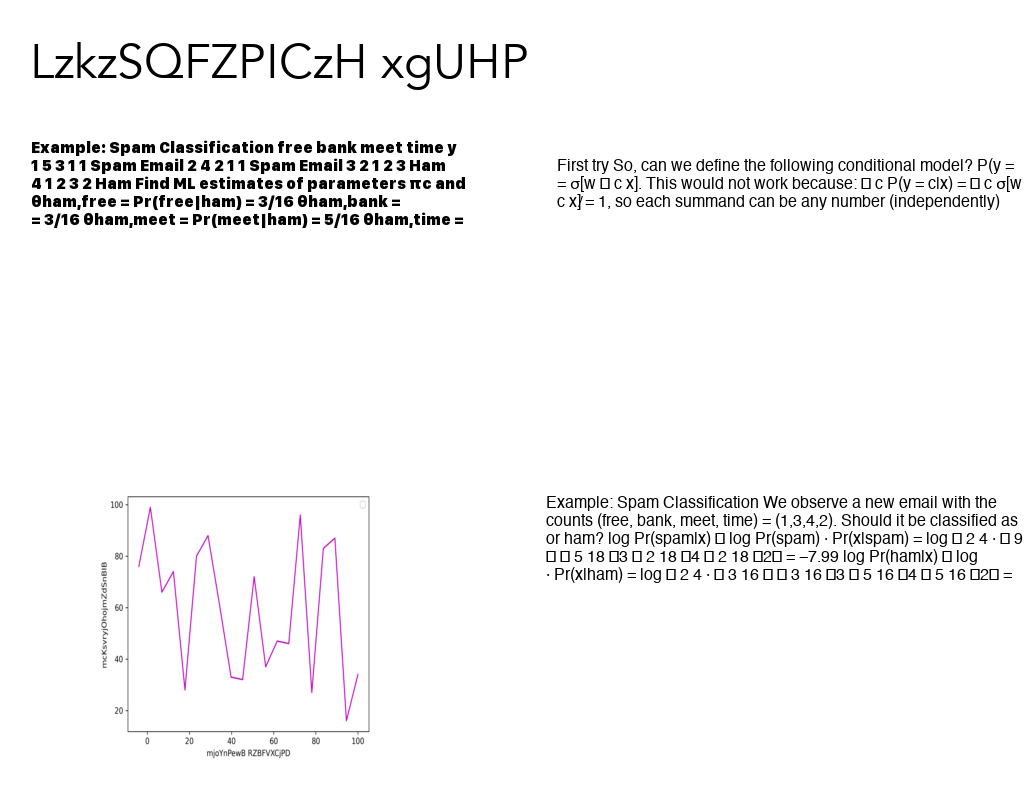 LzkzSQFZPICzH xgUHP
Example: Spam Classification free bank meet time y
1 5 3 1 1 Spam Email 2 4 2 1 1 Spam Email 3 2 1 2 3 Ham
4 1 2 3 2 Ham Find ML estimates of parameters πc and
θham,free = Pr(free|ham) = 3/16 θham,bank =
= 3/16 θham,meet = Pr(meet|ham) = 5/16 θham,time =
First try So, can we define the following conditional model? P(y =
= σ[w □ c x]. This would not work because: □ c P(y = c|x) = □ c σ[w
c x]̸= 1, so each summand can be any number (independently)
100
80
60
40
20
mcKsvryjOhojmZdSnBIB
0 20 40 60 80 100
mjoYnPewB RZBFVXCjPD
Example: Spam Classification We observe a new email with the
counts (free, bank, meet, time) = (1,3,4,2). Should it be classified as
or ham? log Pr(spam|x) □ log Pr(spam) · Pr(x|spam) = log □ 2 4 · □ 9
□ □ 5 18 □3 □ 2 18 □4 □ 2 18 □2□ = −7.99 log Pr(ham|x) □ log
· Pr(x|ham) = log □ 2 4 · □ 3 16 □ □ 3 16 □3 □ 5 16 □4 □ 5 16 □2□ =